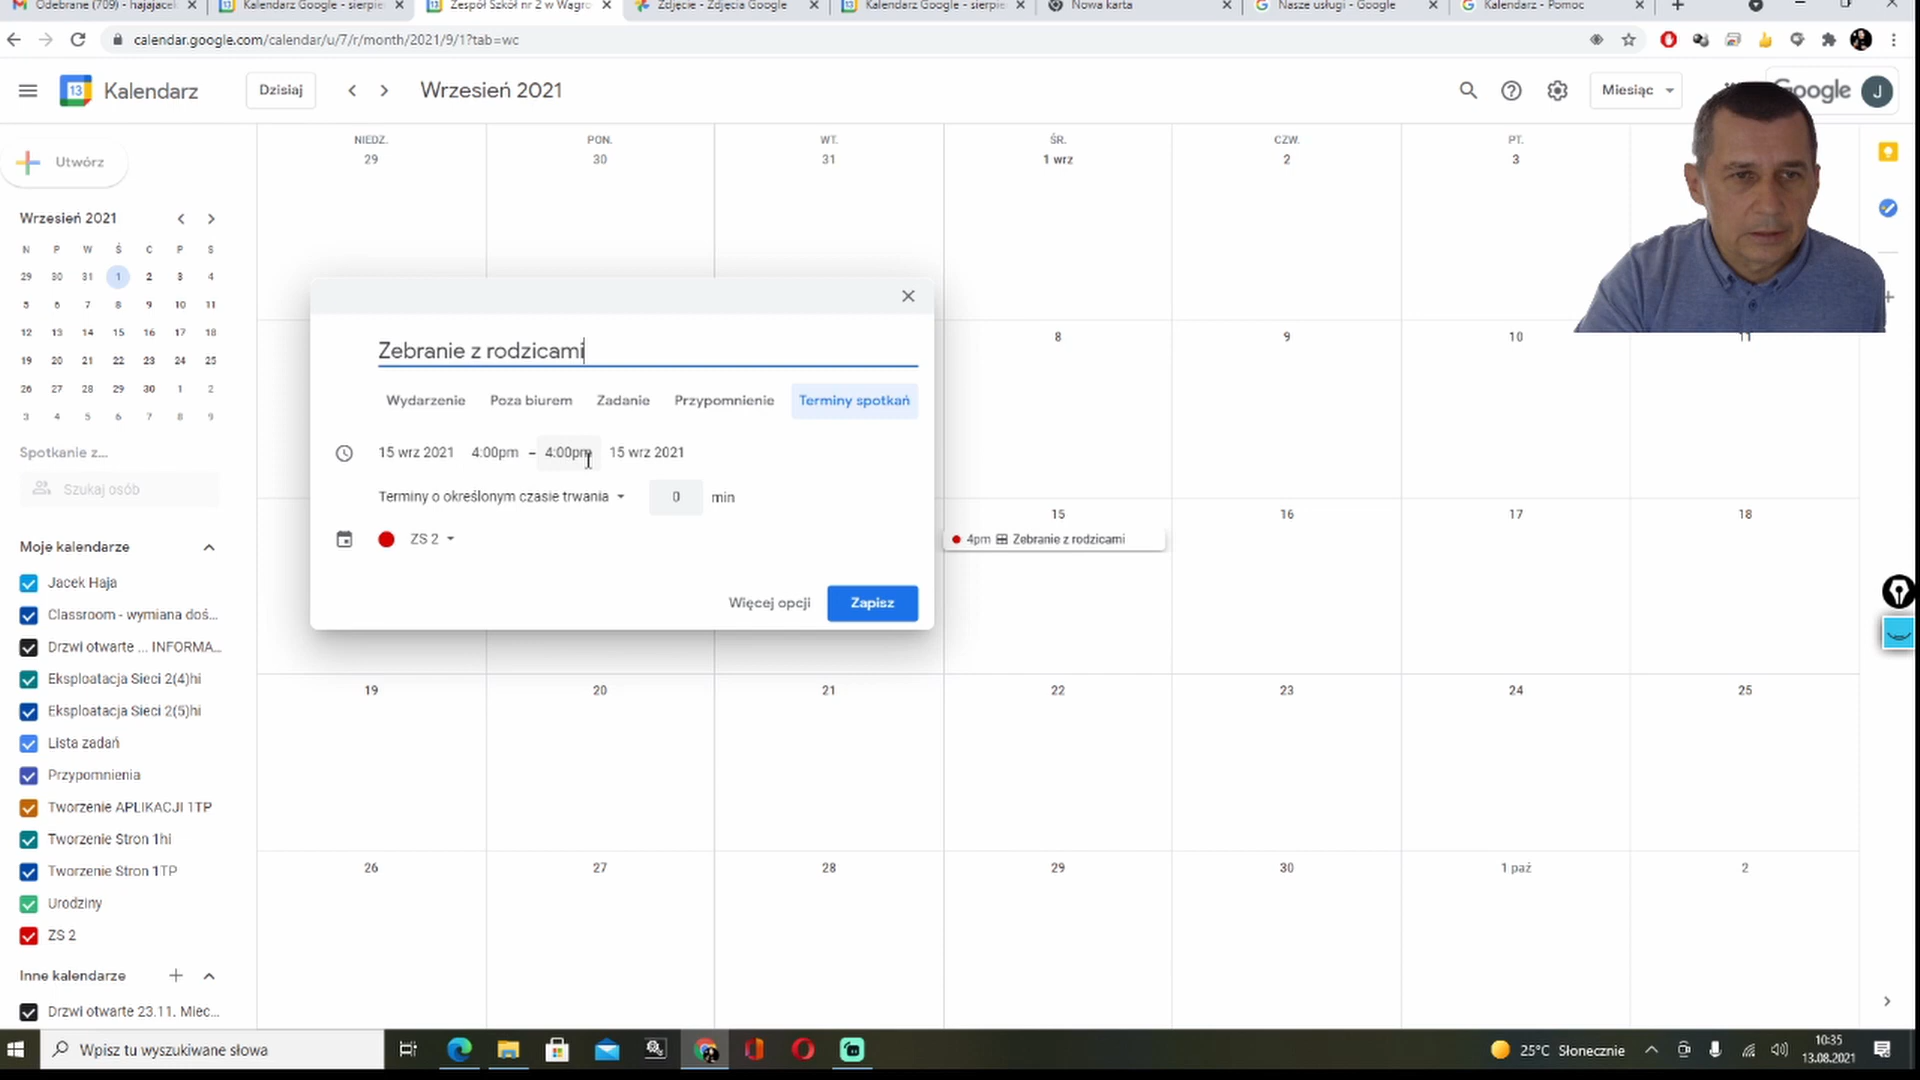 Odebrane (709) - hajajacek
Kalendarz Google - sierpie
Zespół Szkół nr 2 w Wągro
Zdjęcie - Zdjęcia Google
Kalendarz Google - sierpie
Nowa karta
Nasze usługi - Google
Kalendarz - Pomoc
calendar.google.com/calendar/u/7/r/month/2021/9/1?tab=wc
13 Kalendarz
Dzisiaj
Wrzesień 2021
Miesiąc
Google
J
Utwórz
Wrzesień 2021
N P W Ś C P S
29 30 31 1 2 3 4
5 6 7 8 9 10 11
12 13 14 15 16 17 18
19 20 21 22 23 24 25
26 27 28 29 30 1 2
3 4 5 6 7 8 9
Spotkanie z...
Szukaj osób
Moje kalendarze
Jacek Haja
Classroom - wymiana doś...
Drzwi otwarte ... INFORMA...
Eksploatacja Sieci 2(4)hi
Eksploatacja Sieci 2(5)hi
Lista zadań
Przypomnienia
Tworzenie APLIKACJI 1TP
Tworzenie Stron 1hi
Tworzenie Stron 1TP
Urodziny
ZS 2
Inne kalendarze
Drzwi otwarte 23.11. Miec...
NIEDZ. PON. WT. ŚR. CZW. PT.
29 30 31 1 wrz 2 3
Zebranie z rodzicami
Wydarzenie Poza biurem Zadanie Przypomnienie Terminy spotkań
15 wrz 2021 4:00pm – 4:00pm 15 wrz 2021
Terminy o określonym czasie trwania 0 min
ZS 2
Więcej opcji Zapisz
8 9 10 11
15 16 17 18
4pm Zebranie z rodzicami
19 20 21 22 23 24 25
26 27 28 29 30 1 paź 2
Wpisz tu wyszukiwane słowa
25°C Słonecznie
10:35
13.08.2021